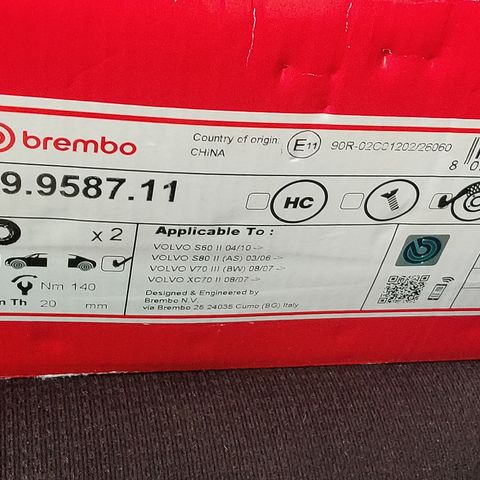 brembo
Country of origin:
CHINA
E11
90R-02C01202/26060
8
9.9587.11
HC
x 2
Nm 140
n Th 20 mm
Applicable To :
VOLVO S60 II 04/10 ->
VOLVO S80 II (AS) 03/06 ->
VOLVO V70 III (BW) 08/07 ->
VOLVO XC70 II 08/07 ->
Designed & Engineered by
Brembo N.V.
via Brembo 25 24035 Curno (BG) Italy